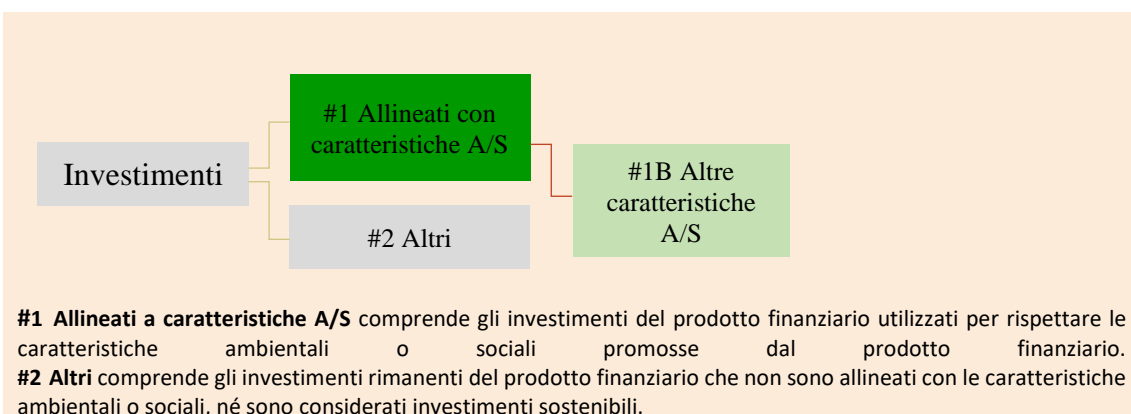 #1 Allineati con
caratteristiche A/S
Investimenti
#1B Altre
caratteristiche
A/S
#2 Altri
#1 Allineati a caratteristiche A/S comprende gli investimenti del prodotto finanziario utilizzati per rispettare le
caratteristiche ambientali o sociali promosse dal prodotto finanziario.
#2 Altri comprende gli investimenti rimanenti del prodotto finanziario che non sono allineati con le caratteristiche
ambientali o sociali, né sono considerati investimenti sostenibili.